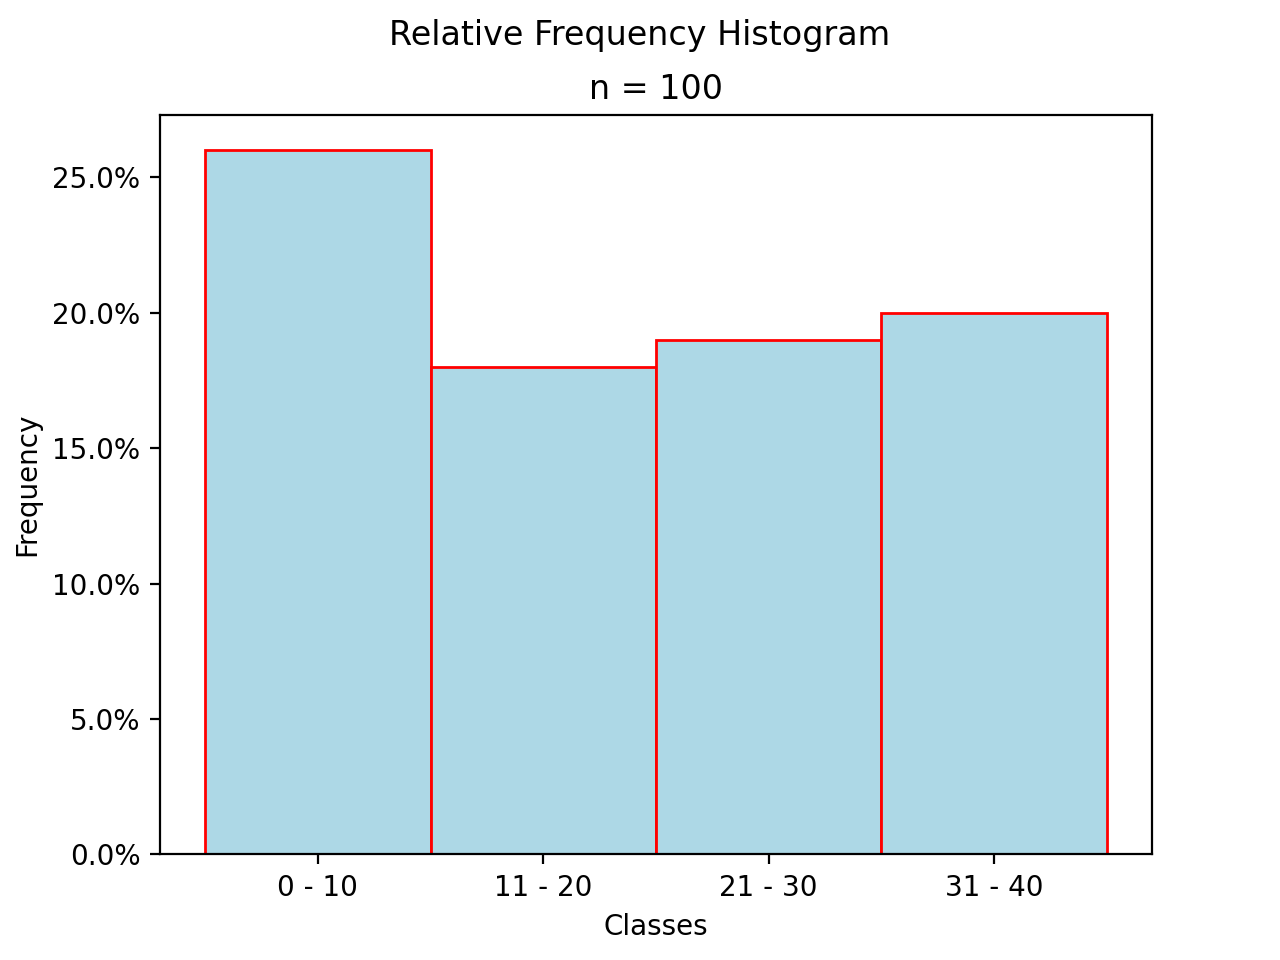 Relative Frequency Histogram
n = 100
25.0%
20.0%
15.0%
10.0%
5.0%
0.0%
Frequency
0 - 10 11 - 20 21 - 30 31 - 40
Classes